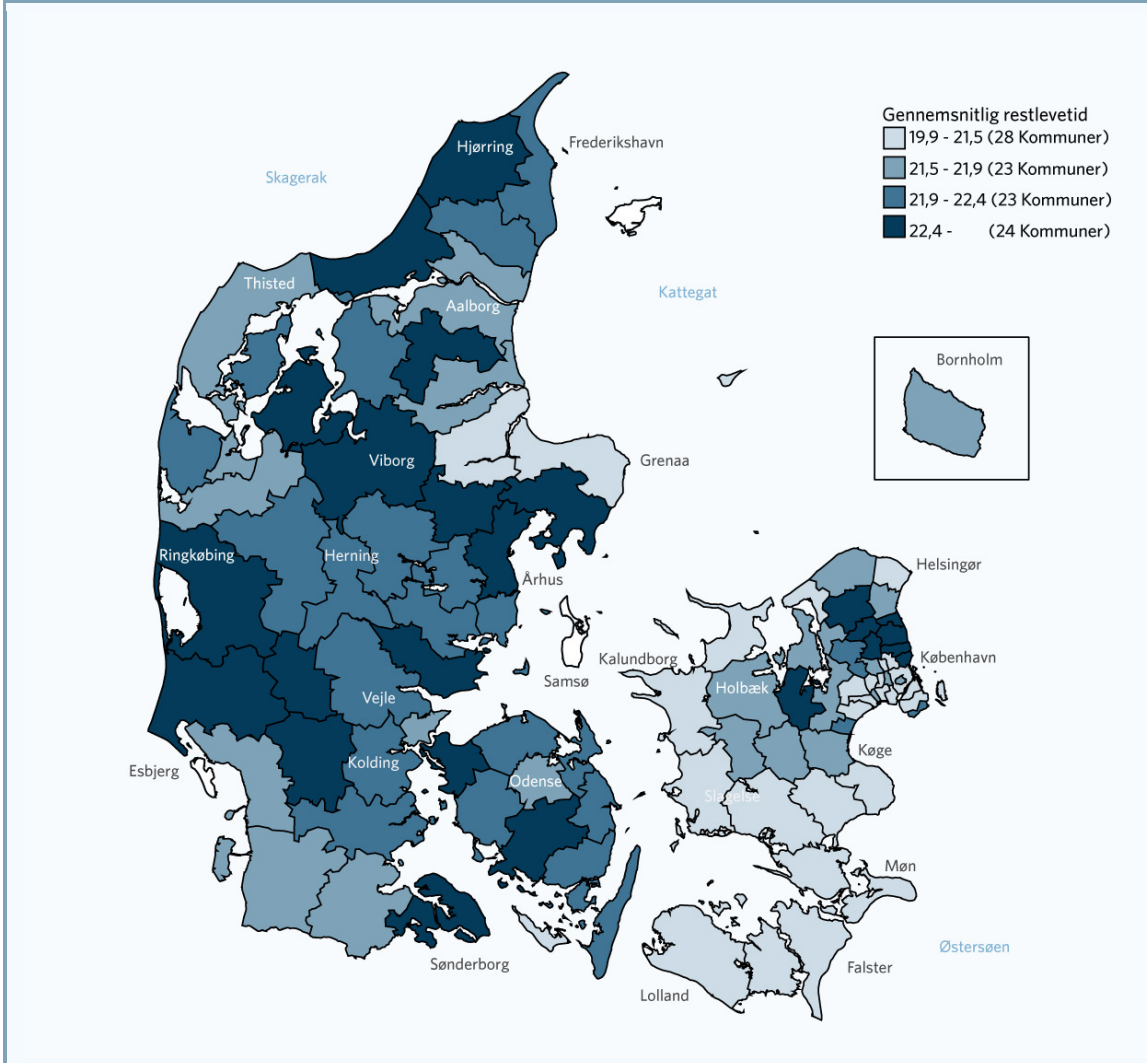 Gennemsnitlig restlevetid
19,9 - 21,5 (28 Kommuner)
21,5 - 21,9 (23 Kommuner)
21,9 - 22,4 (23 Kommuner)
22,4 - (24 Kommuner)
Hjørring
Frederikshavn
Skagerak
Thisted
Aalborg
Kattegat
Bornholm
Viborg
Grenaa
Ringkøbing
Herning
Århus
Helsingør
Kalundborg
København
Samsø
Holbæk
Vejle
Køge
Esbjerg
Kolding
Odense
Slagelse
Møn
Østersøen
Sønderborg
Falster
Lolland